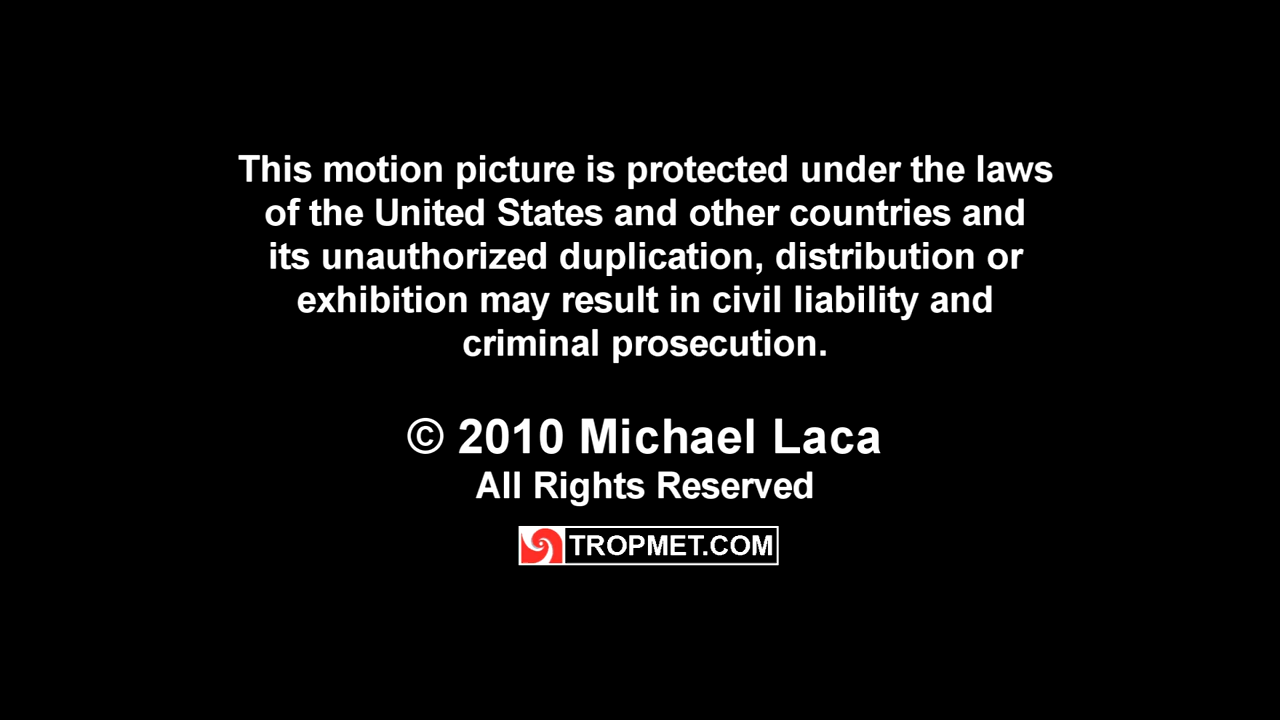 This motion picture is protected under the laws
of the United States and other countries and
its unauthorized duplication, distribution or
exhibition may result in civil liability and
criminal prosecution.
© 2010 Michael Laca
All Rights Reserved
TROPMET.COM